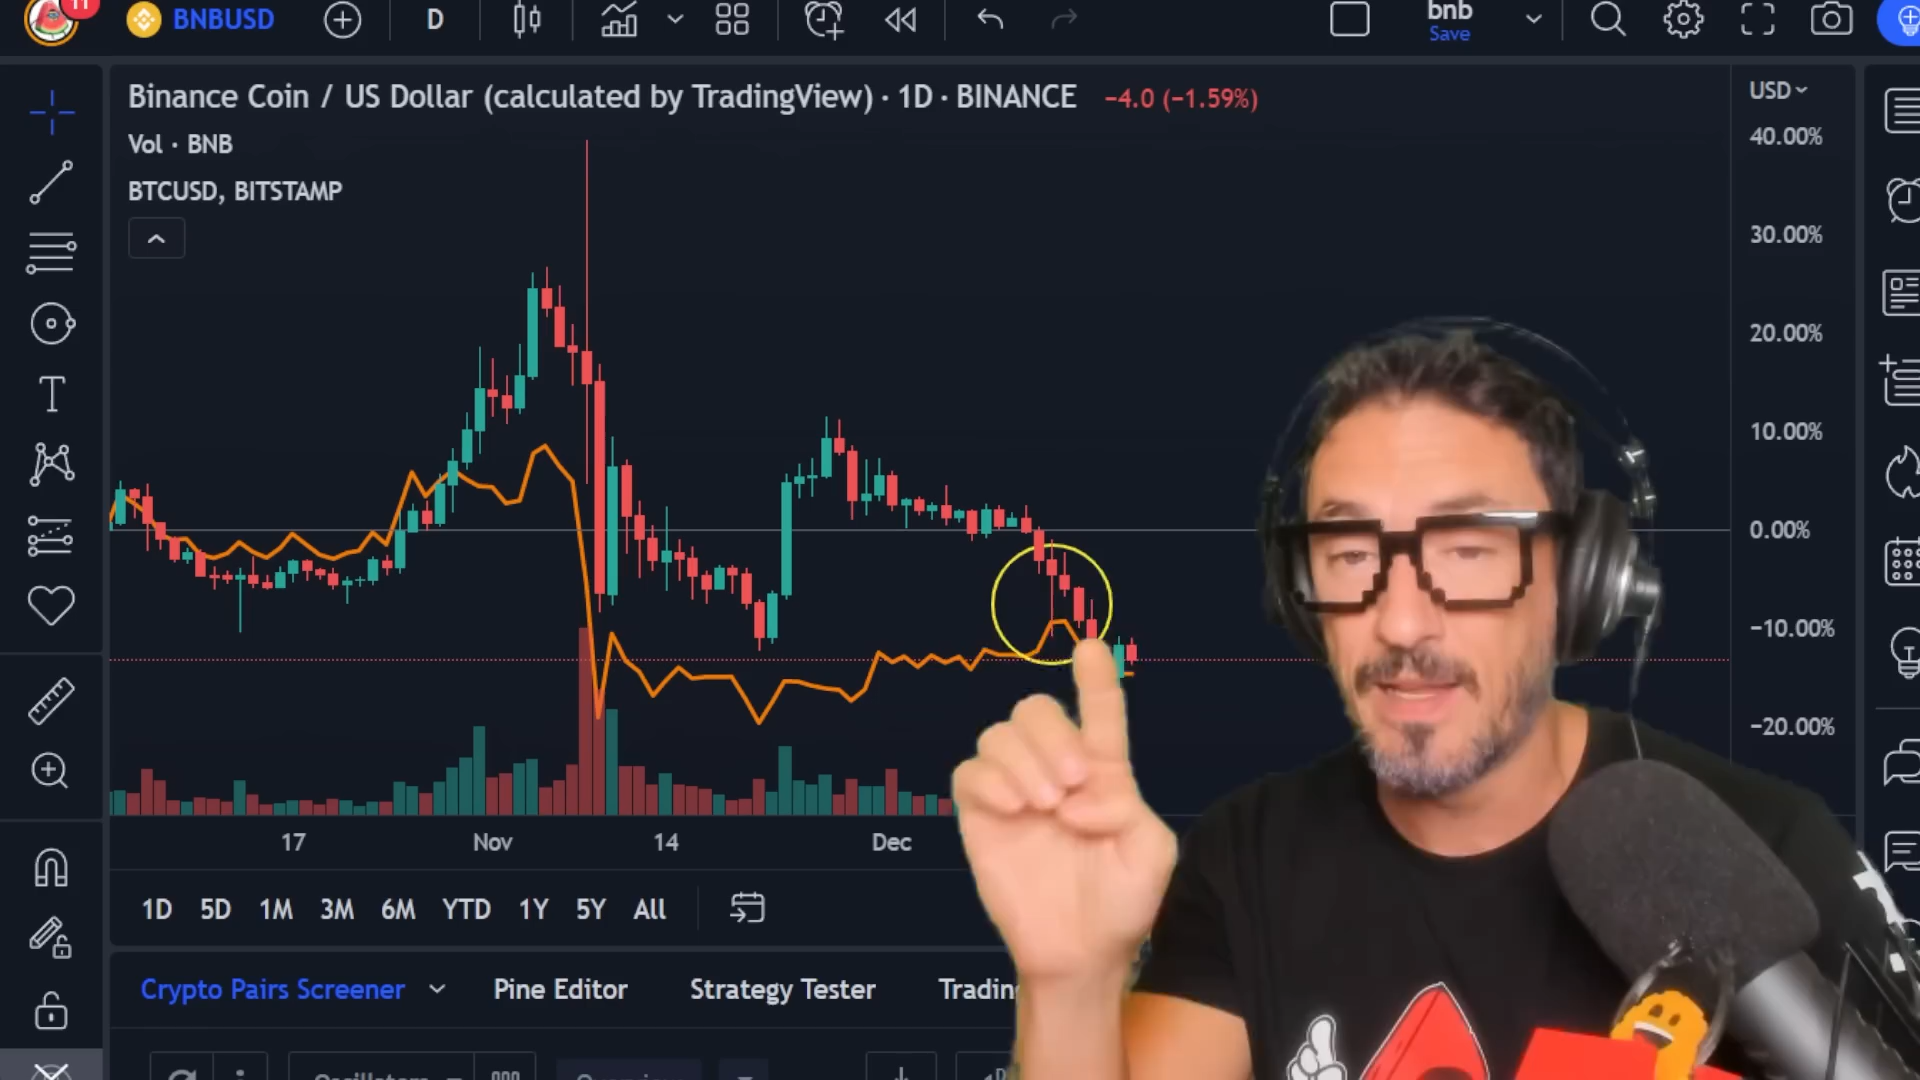 11
BNBUSD
D
bnb
Save
Binance Coin / US Dollar (calculated by TradingView) · 1D · BINANCE −4.0 (−1.59%)
USD
Vol · BNB
BTCUSD, BITSTAMP
40.00%
30.00%
20.00%
10.00%
0.00%
−10.00%
−20.00%
17 Nov 14 Dec
1D 5D 1M 3M 6M YTD 1Y 5Y All
Crypto Pairs Screener Pine Editor Strategy Tester